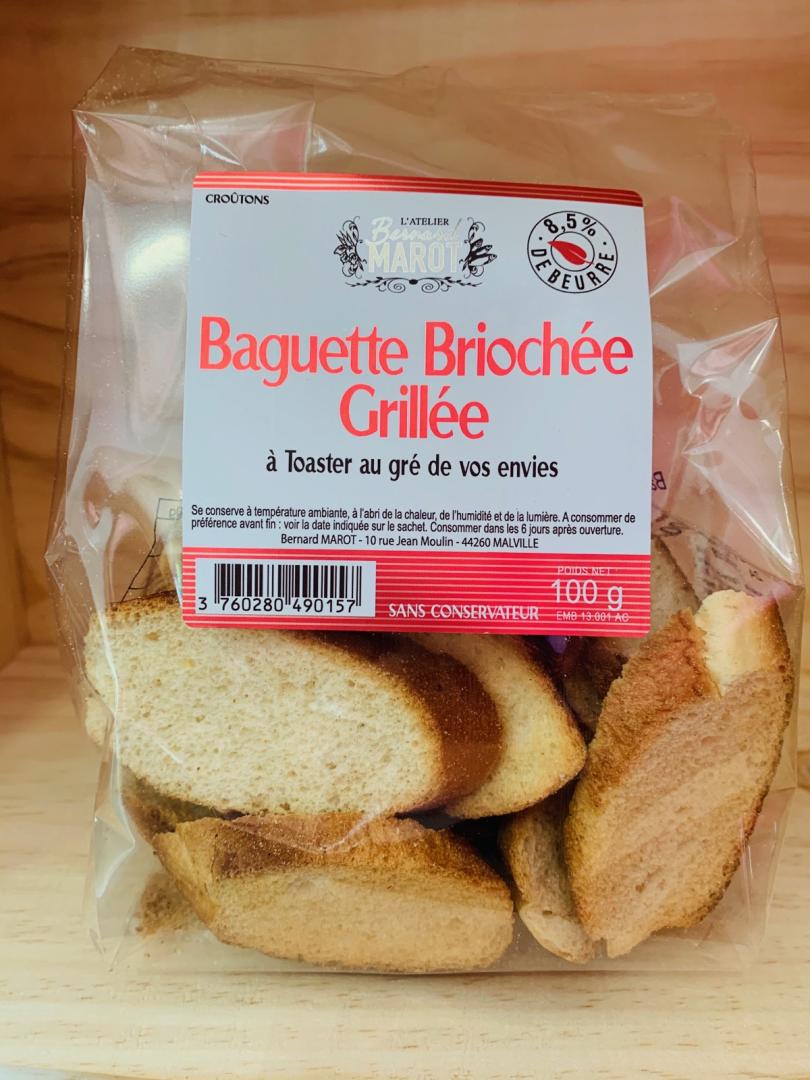 CROÛTONS
L'ATELIER
Bernard
MAROT
8,5%
DE BEURRE
Baguette Briochée
Grillée
à Toaster au gré de vos envies
Se conserve à température ambiante, à l'abri de la chaleur, de l'humidité et de la lumière. A consommer de
préférence avant fin : voir la date indiquée sur le sachet. Consommer dans les 6 jours après ouverture.
Bernard MAROT - 10 rue Jean Moulin - 44260 MALVILLE
3 760280 490157
SANS CONSERVATEUR
POIDS NET :
100 g
EMB 13.001 AC